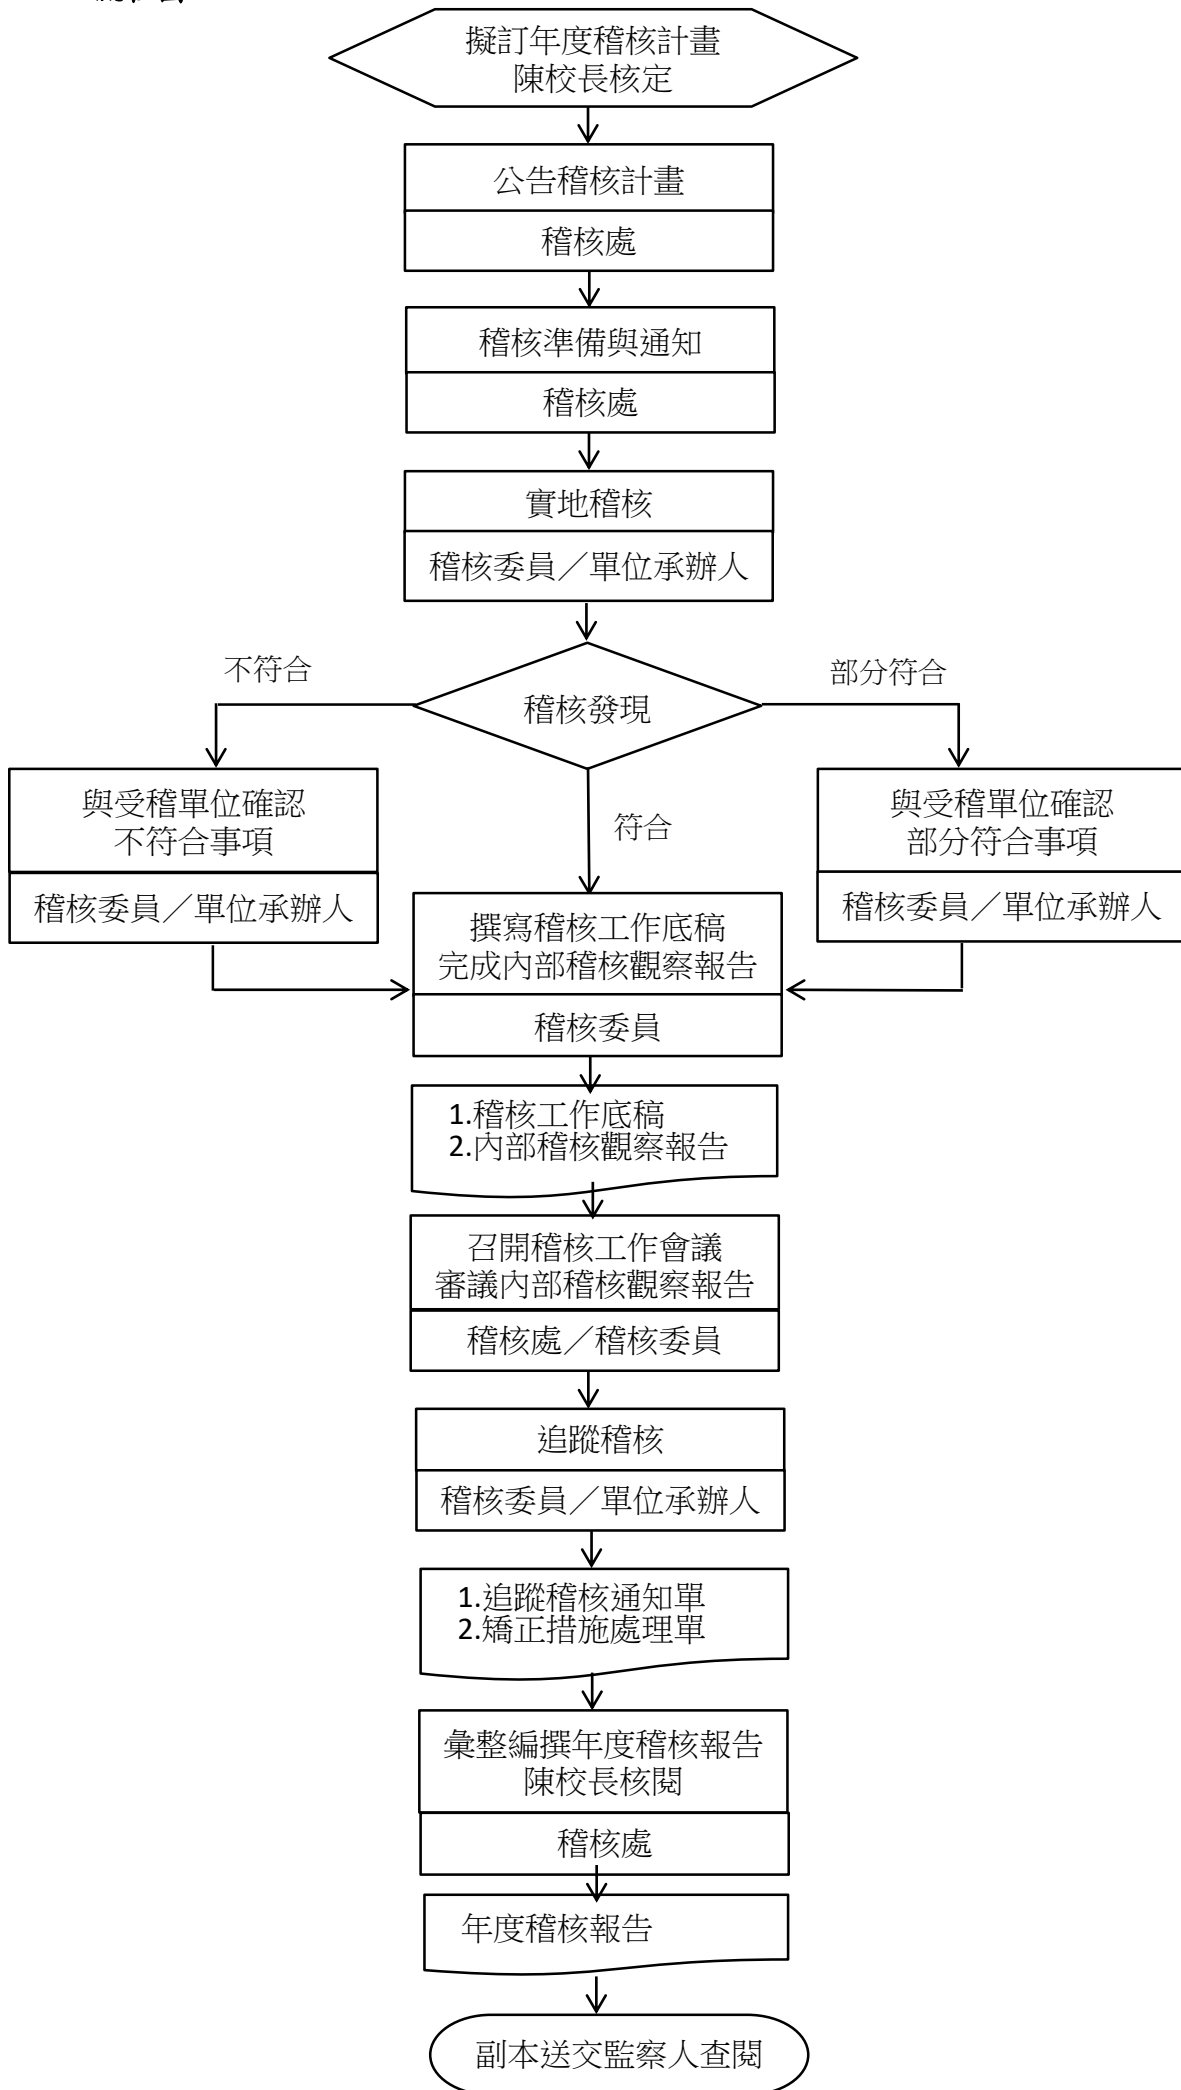 擬訂年度稽核計畫
陳校長核定
公告稽核計畫
稽核處
稽核準備與通知
稽核處
實地稽核
稽核委員／單位承辦人
不符合
部分符合
稽核發現
與受稽單位確認
不符合事項
稽核委員／單位承辦人
符合
與受稽單位確認
部分符合事項
稽核委員／單位承辦人
撰寫稽核工作底稿
完成內部稽核觀察報告
稽核委員
1.稽核工作底稿
2.內部稽核觀察報告
召開稽核工作會議
審議內部稽核觀察報告
稽核處／稽核委員
追蹤稽核
稽核委員／單位承辦人
1.追蹤稽核通知單
2.矯正措施處理單
彙整編撰年度稽核報告
陳校長核閱
稽核處
年度稽核報告
副本送交監察人查閱